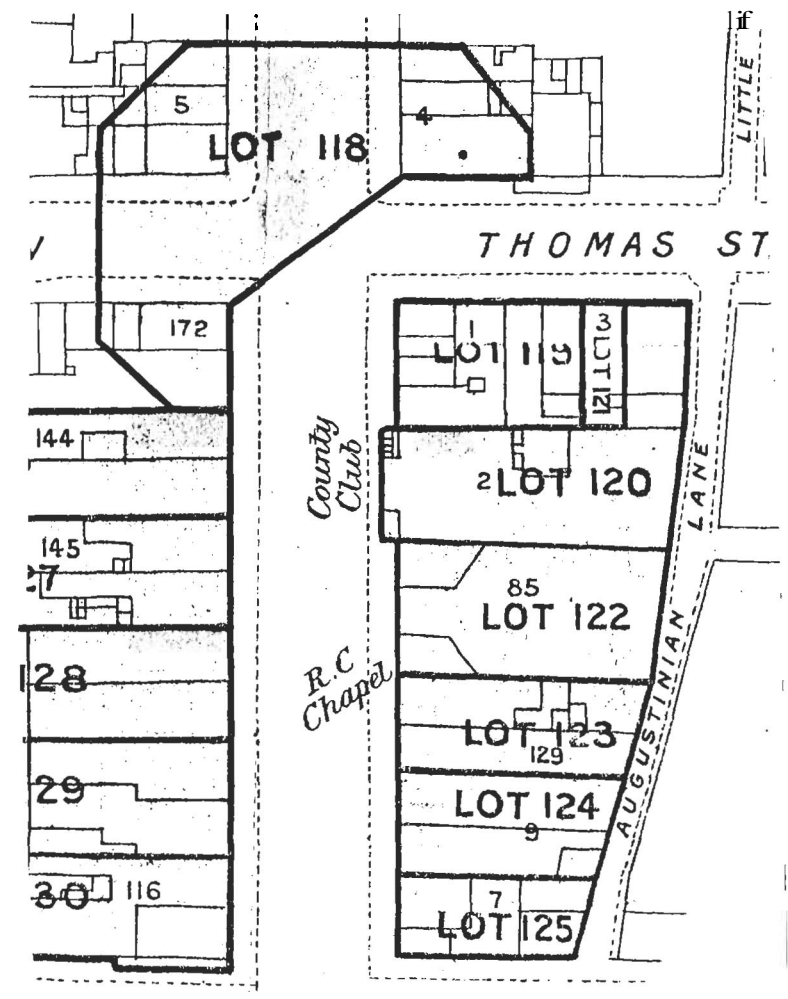 if
LITTLE
5
4
LOT 118
THOMAS ST
172
1
3
LOT 119
LOT 121
144
County
Club
2 LOT 120
LANE
145
27
85
LOT 122
128
R.C
Chapel
AUGUSTINIAN
LOT 123
129
29
LOT 124
9
30
116
7
LOT 125